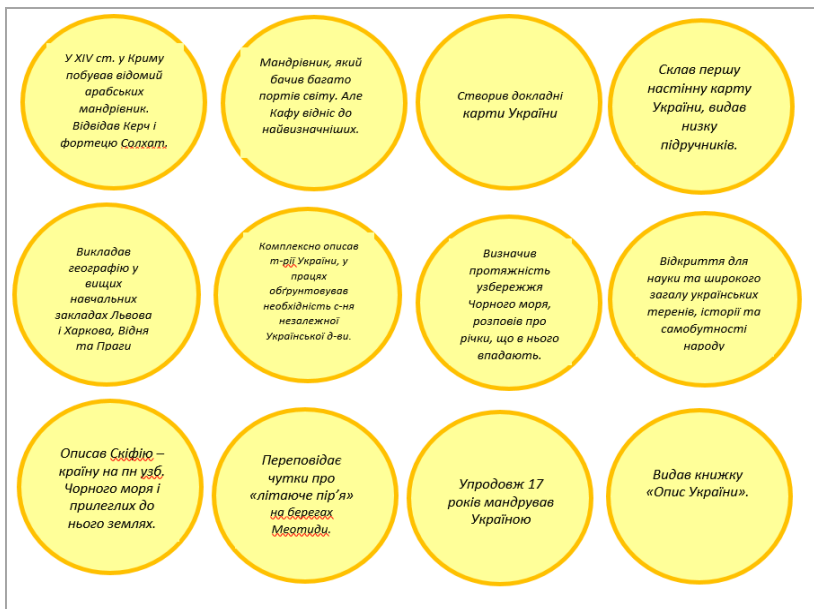 У XIV ст. у Криму
побував відомий
арабських
мандрівник.
Відвідав Керч і
фортецю Солхат.
Мандрівник, який
бачив багато
портів світу. Але
Кафу відніс до
найвизначніших.
Створив докладні
карти України
Склав першу
настінну карту
України, видав
низку
підручників.
Викладав
географію у
вищих
навчальних
закладах Львова
і Харкова, Відня
та Праги
Комплексно описав
т-рії України, у
працях
обґрунтовував
необхідність с-ня
незалежної
Української д-ви.
Визначив
протяжність
узбережжя
Чорного моря,
розповів про
річки, що в нього
впадають.
Відкриття для
науки та широкого
загалу українських
теренів, історії та
самобутності
народу
Описав Скіфію –
країну на пн узб.
Чорного моря і
прилеглих до
нього землях.
Переповідає
чутки про
«літаюче пір’я»
на берегах
Меотиди.
Упродовж 17
років мандрував
Україною
Видав книжку
«Опис України».